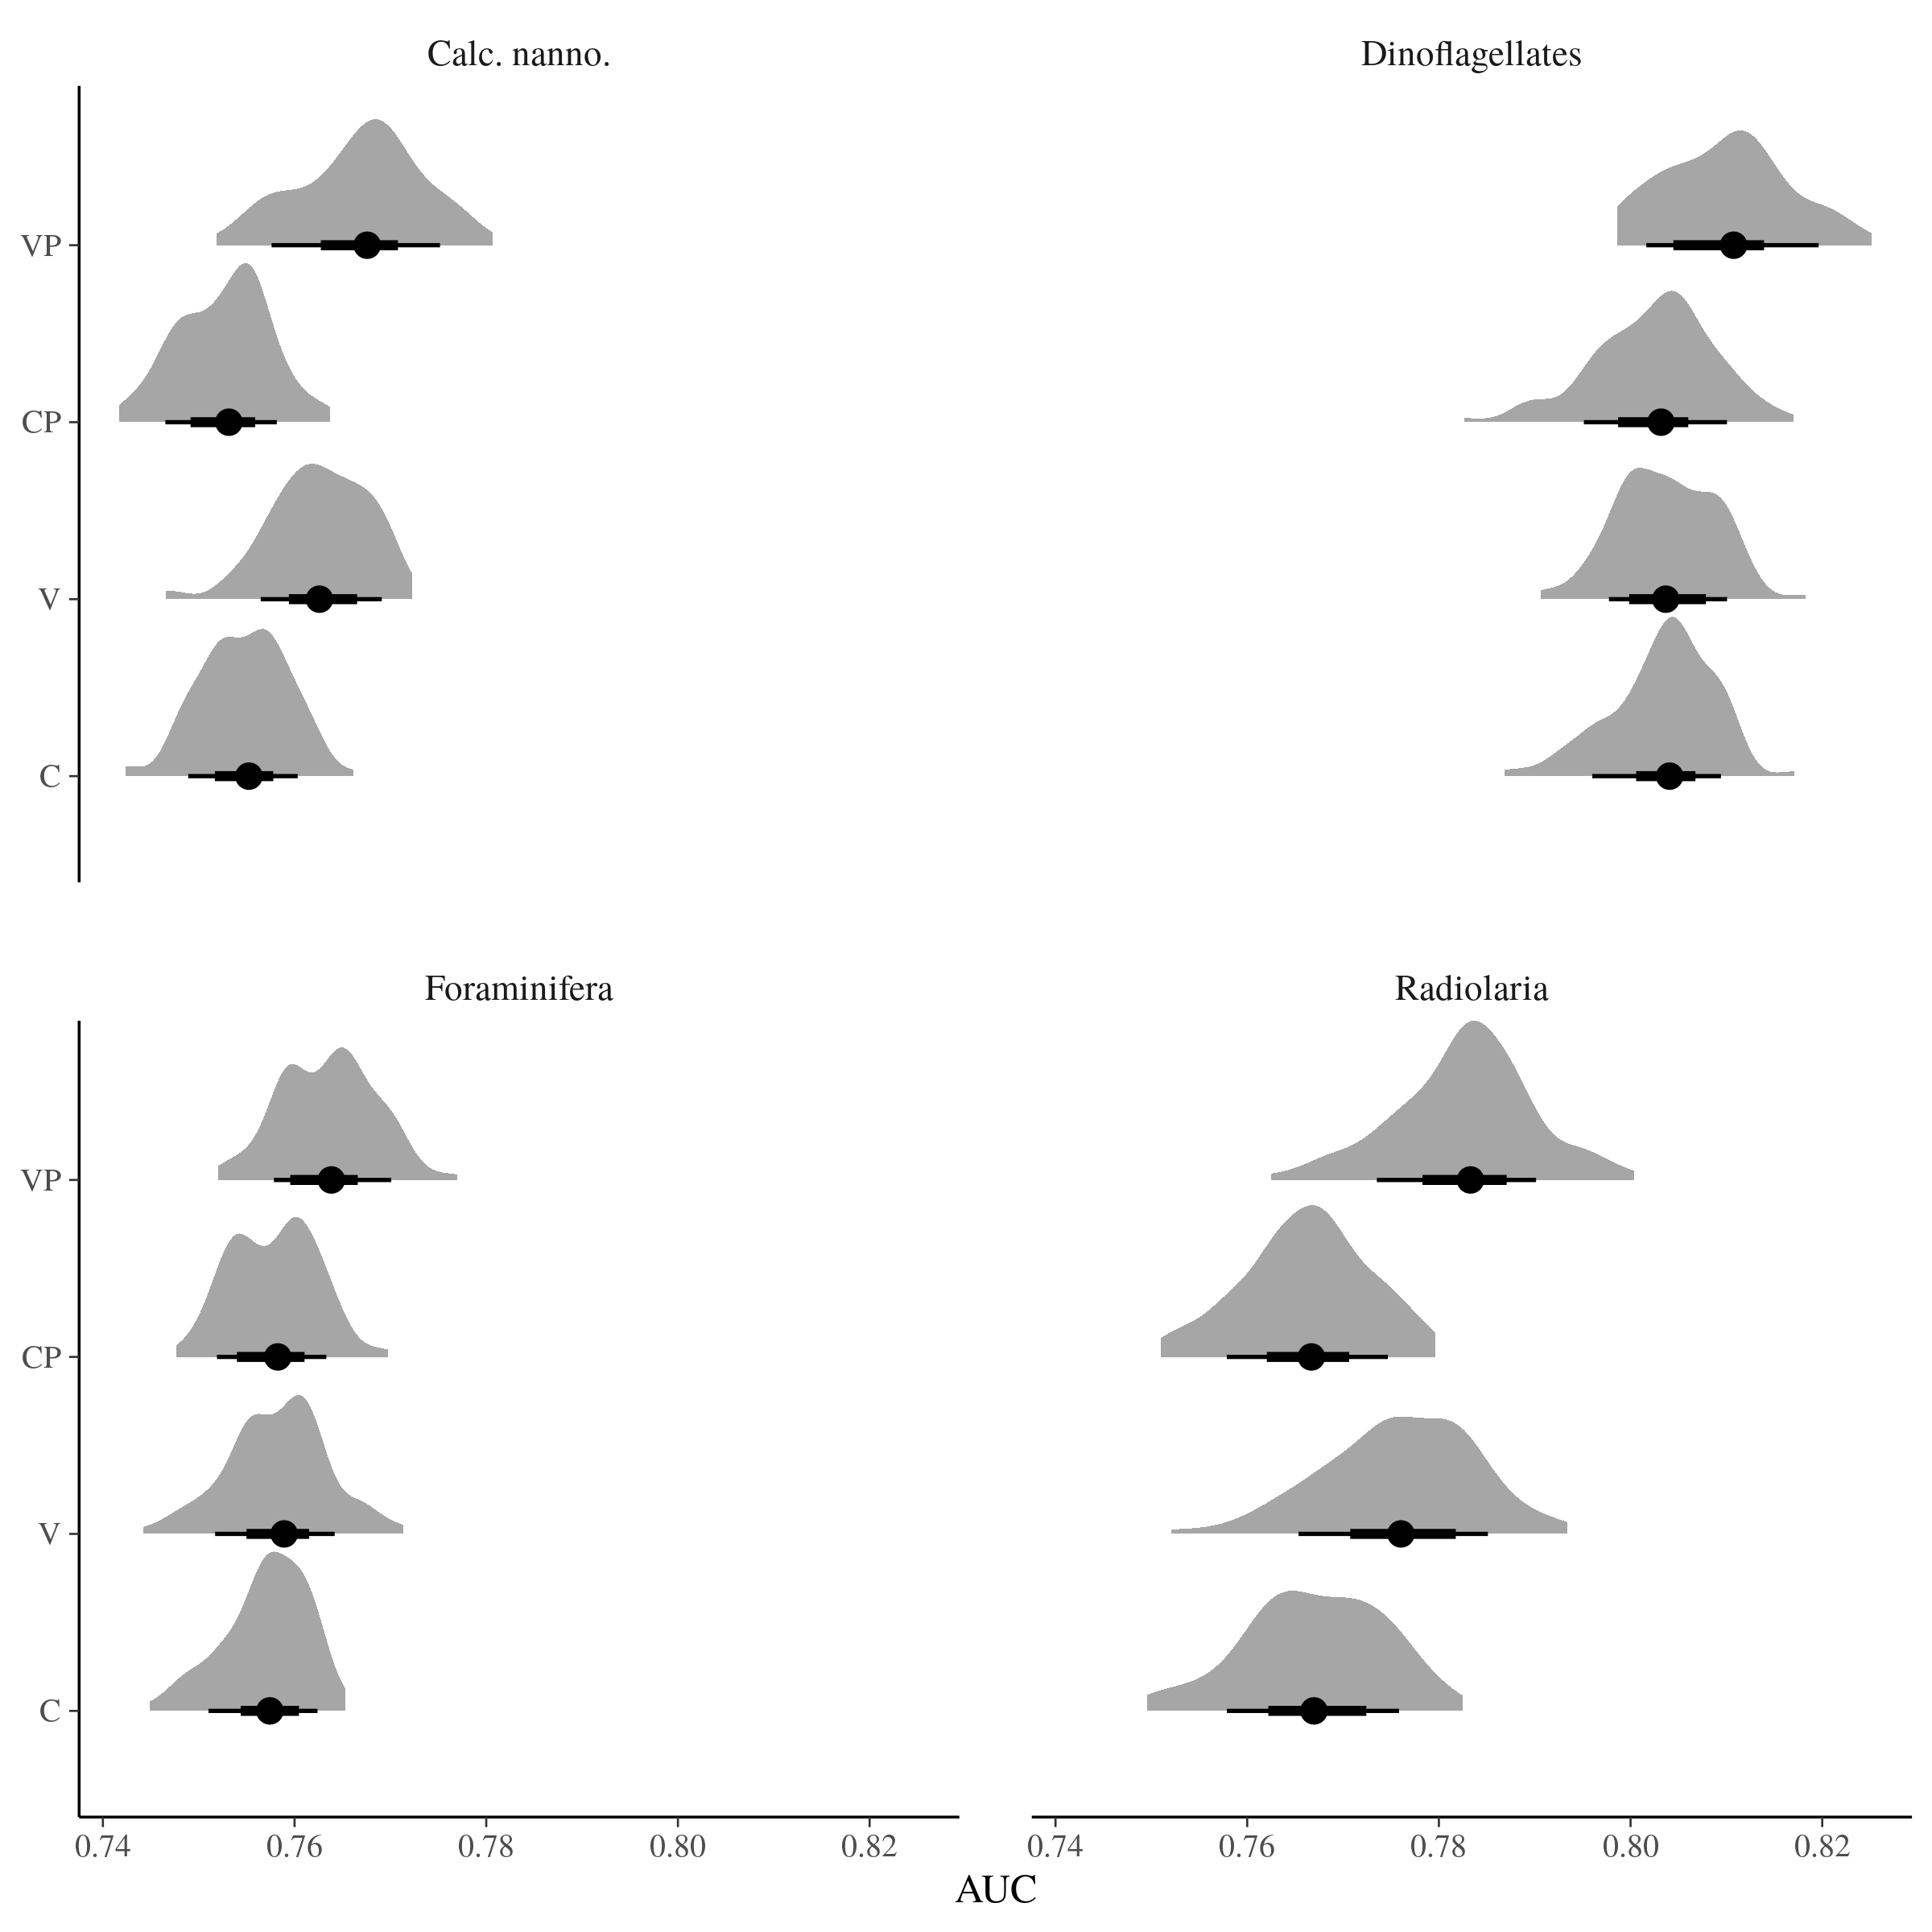 Calc. nanno.
Dinoflagellates
VP
CP
V
C
Foraminifera
Radiolaria
VP
CP
V
C
0.74 0.76 0.78 0.80 0.82 0.74 0.76 0.78 0.80 0.82
AUC